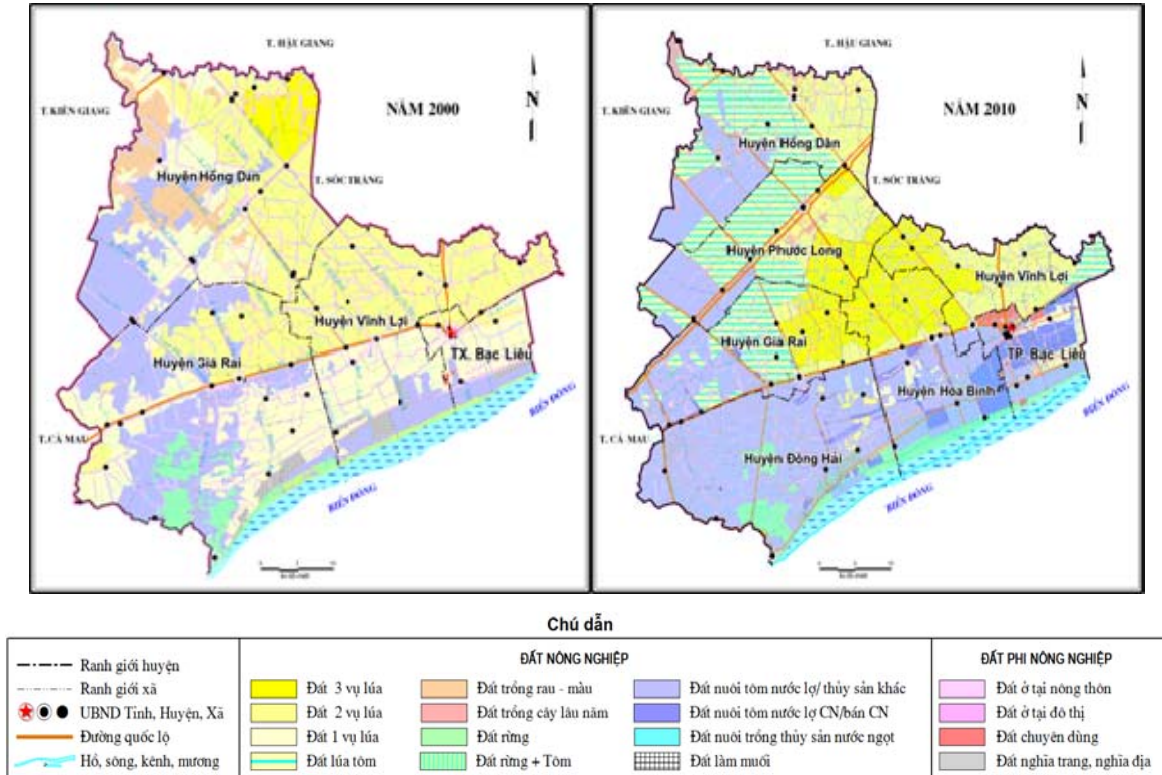 T. HẬU GIANG
T. KIÊN GIANG
NĂM 2000
N
Huyện Hồng Dân
T. SÓC TRĂNG
Huyện Vĩnh Lợi
TX. Bạc Liêu
Huyện Giá Rai
T. CÀ MAU
BIỂN ĐÔNG
BIỂN ĐÔNG
T. HẬU GIANG
T. KIÊN GIANG
NĂM 2010
N
Huyện Hồng Dân
T. SÓC TRĂNG
Huyện Phước Long
Huyện Vĩnh Lợi
Huyện Giá Rai
TP. Bạc Liêu
Huyện Hòa Bình
T. CÀ MAU
Huyện Đông Hải
BIỂN ĐÔNG
BIỂN ĐÔNG
Chú dẫn
Ranh giới huyện
Ranh giới xã
UBND Tỉnh, Huyện, Xã
Đường quốc lộ
Hồ, sông, kênh, mương
ĐẤT NÔNG NGHIỆP
Đất 3 vụ lúa
Đất 2 vụ lúa
Đất 1 vụ lúa
Đất lúa tôm
Đất trồng rau - màu
Đất trồng cây lâu năm
Đất rừng
Đất rừng + Tôm
Đất nuôi tôm nước lợ/ thủy sản khác
Đất nuôi tôm nước lợ CN/bán CN
Đất nuôi trồng thủy sản nước ngọt
Đất làm muối
ĐẤT PHI NÔNG NGHIỆP
Đất ở tại nông thôn
Đất ở tại đô thị
Đất chuyên dùng
Đất nghĩa trang, nghĩa địa